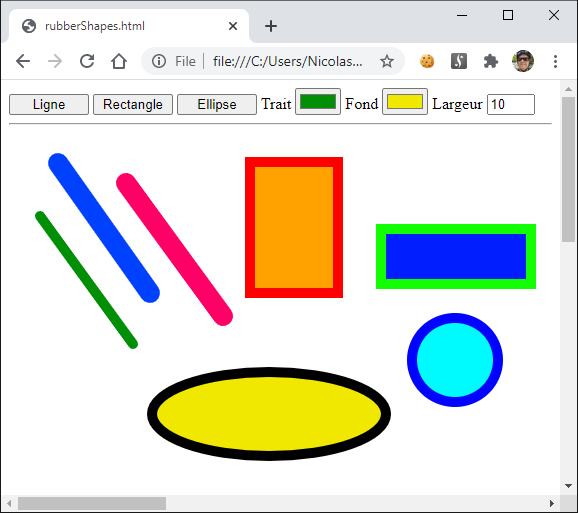 rubberShapes.html
File file:///C:/Users/Nicolas...
Ligne Rectangle Ellipse Trait Fond Largeur 10